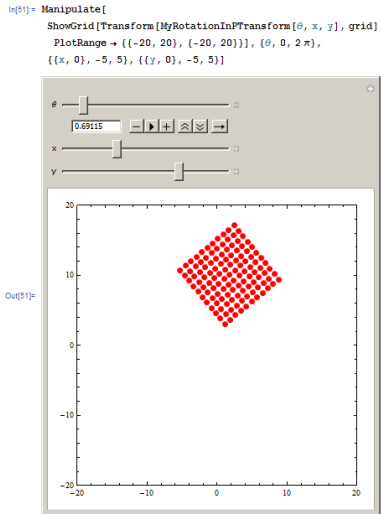 In[51]:= Manipulate[
ShowGrid[Transform[MyRotationInPTransform[θ, x, y], grid],
PlotRange → {{-20, 20}, {-20, 20}}], {θ, 0, 2 π},
{{x, 0}, -5, 5}, {{y, 0}, -5, 5}]
θ
0.69115
x
y
Out[51]=
20
10
0
-10
-20
-20 -10 0 10 20